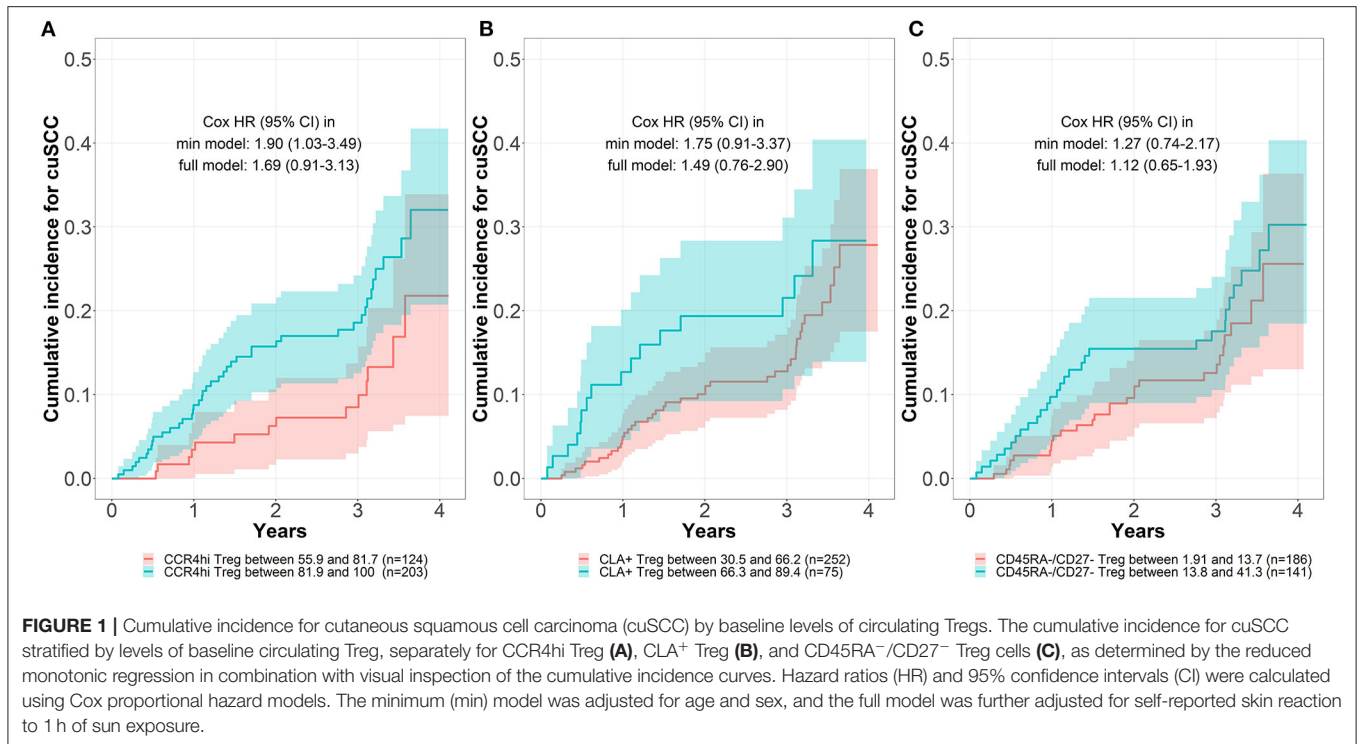 A
B
C
Cumulative incidence for cuSCC
0.5
0.4
0.3
0.2
0.1
0.0
Cox HR (95% CI) in
min model: 1.90 (1.03-3.49)
full model: 1.69 (0.91-3.13)
0 1 2 3 4
Years
CCR4hi Treg between 55.9 and 81.7 (n=124)
CCR4hi Treg between 81.9 and 100 (n=203)
Cumulative incidence for cuSCC
0.5
0.4
0.3
0.2
0.1
0.0
Cox HR (95% CI) in
min model: 1.75 (0.91-3.37)
full model: 1.49 (0.76-2.90)
0 1 2 3 4
Years
CLA+ Treg between 30.5 and 66.2 (n=252)
CLA+ Treg between 66.3 and 89.4 (n=75)
Cumulative incidence for cuSCC
0.5
0.4
0.3
0.2
0.1
0.0
Cox HR (95% CI) in
min model: 1.27 (0.74-2.17)
full model: 1.12 (0.65-1.93)
0 1 2 3 4
Years
CD45RA-/CD27- Treg between 1.91 and 13.7 (n=186)
CD45RA-/CD27- Treg between 13.8 and 41.3 (n=141)
FIGURE 1 | Cumulative incidence for cutaneous squamous cell carcinoma (cuSCC) by baseline levels of circulating Tregs. The cumulative incidence for cuSCC
stratified by levels of baseline circulating Treg, separately for CCR4hi Treg (A), CLA⁺ Treg (B), and CD45RA⁻/CD27⁻ Treg cells (C), as determined by the reduced
monotonic regression in combination with visual inspection of the cumulative incidence curves. Hazard ratios (HR) and 95% confidence intervals (CI) were calculated
using Cox proportional hazard models. The minimum (min) model was adjusted for age and sex, and the full model was further adjusted for self-reported skin reaction
to 1 h of sun exposure.